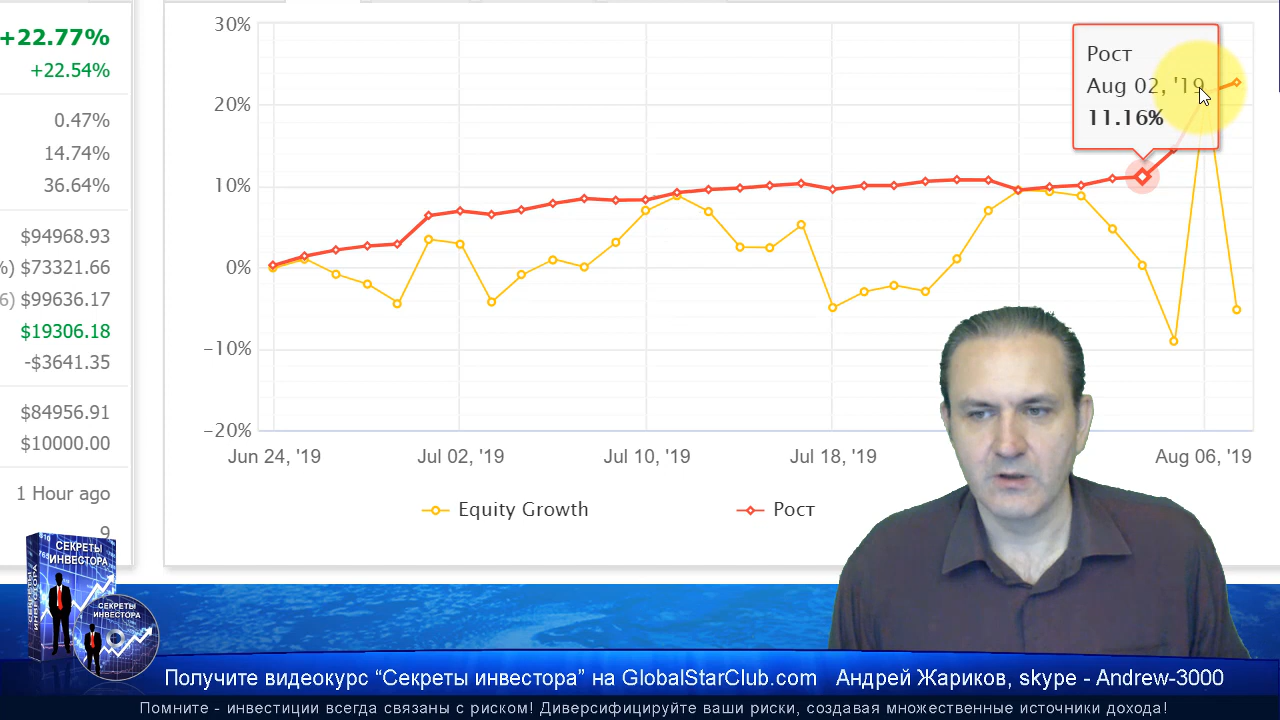 +22.77%
+22.54%
0.47%
14.74%
36.64%
$94968.93
%) $73321.66
6) $99636.17
$19306.18
-$3641.35
$84956.91
$10000.00
1 Hour ago
9
30%
20%
10%
0%
−10%
−20%
Рост
Aug 02, '19
11.16%
Jun 24, '19 Jul 02, '19 Jul 10, '19 Jul 18, '19 Aug 06, '19
Equity Growth Рост
СЕКРЕТЫ
ИНВЕСТОРА
СЕКРЕТЫ
ИНВЕСТОРА
СЕКРЕТЫ
ИНВЕСТОРА
Получите видеокурс “Секреты инвестора” на GlobalStarClub.com Андрей Жариков, skype - Andrew-3000
Помните - инвестиции всегда связаны с риском! Диверсифицируйте ваши риски, создавая множественные источники дохода!